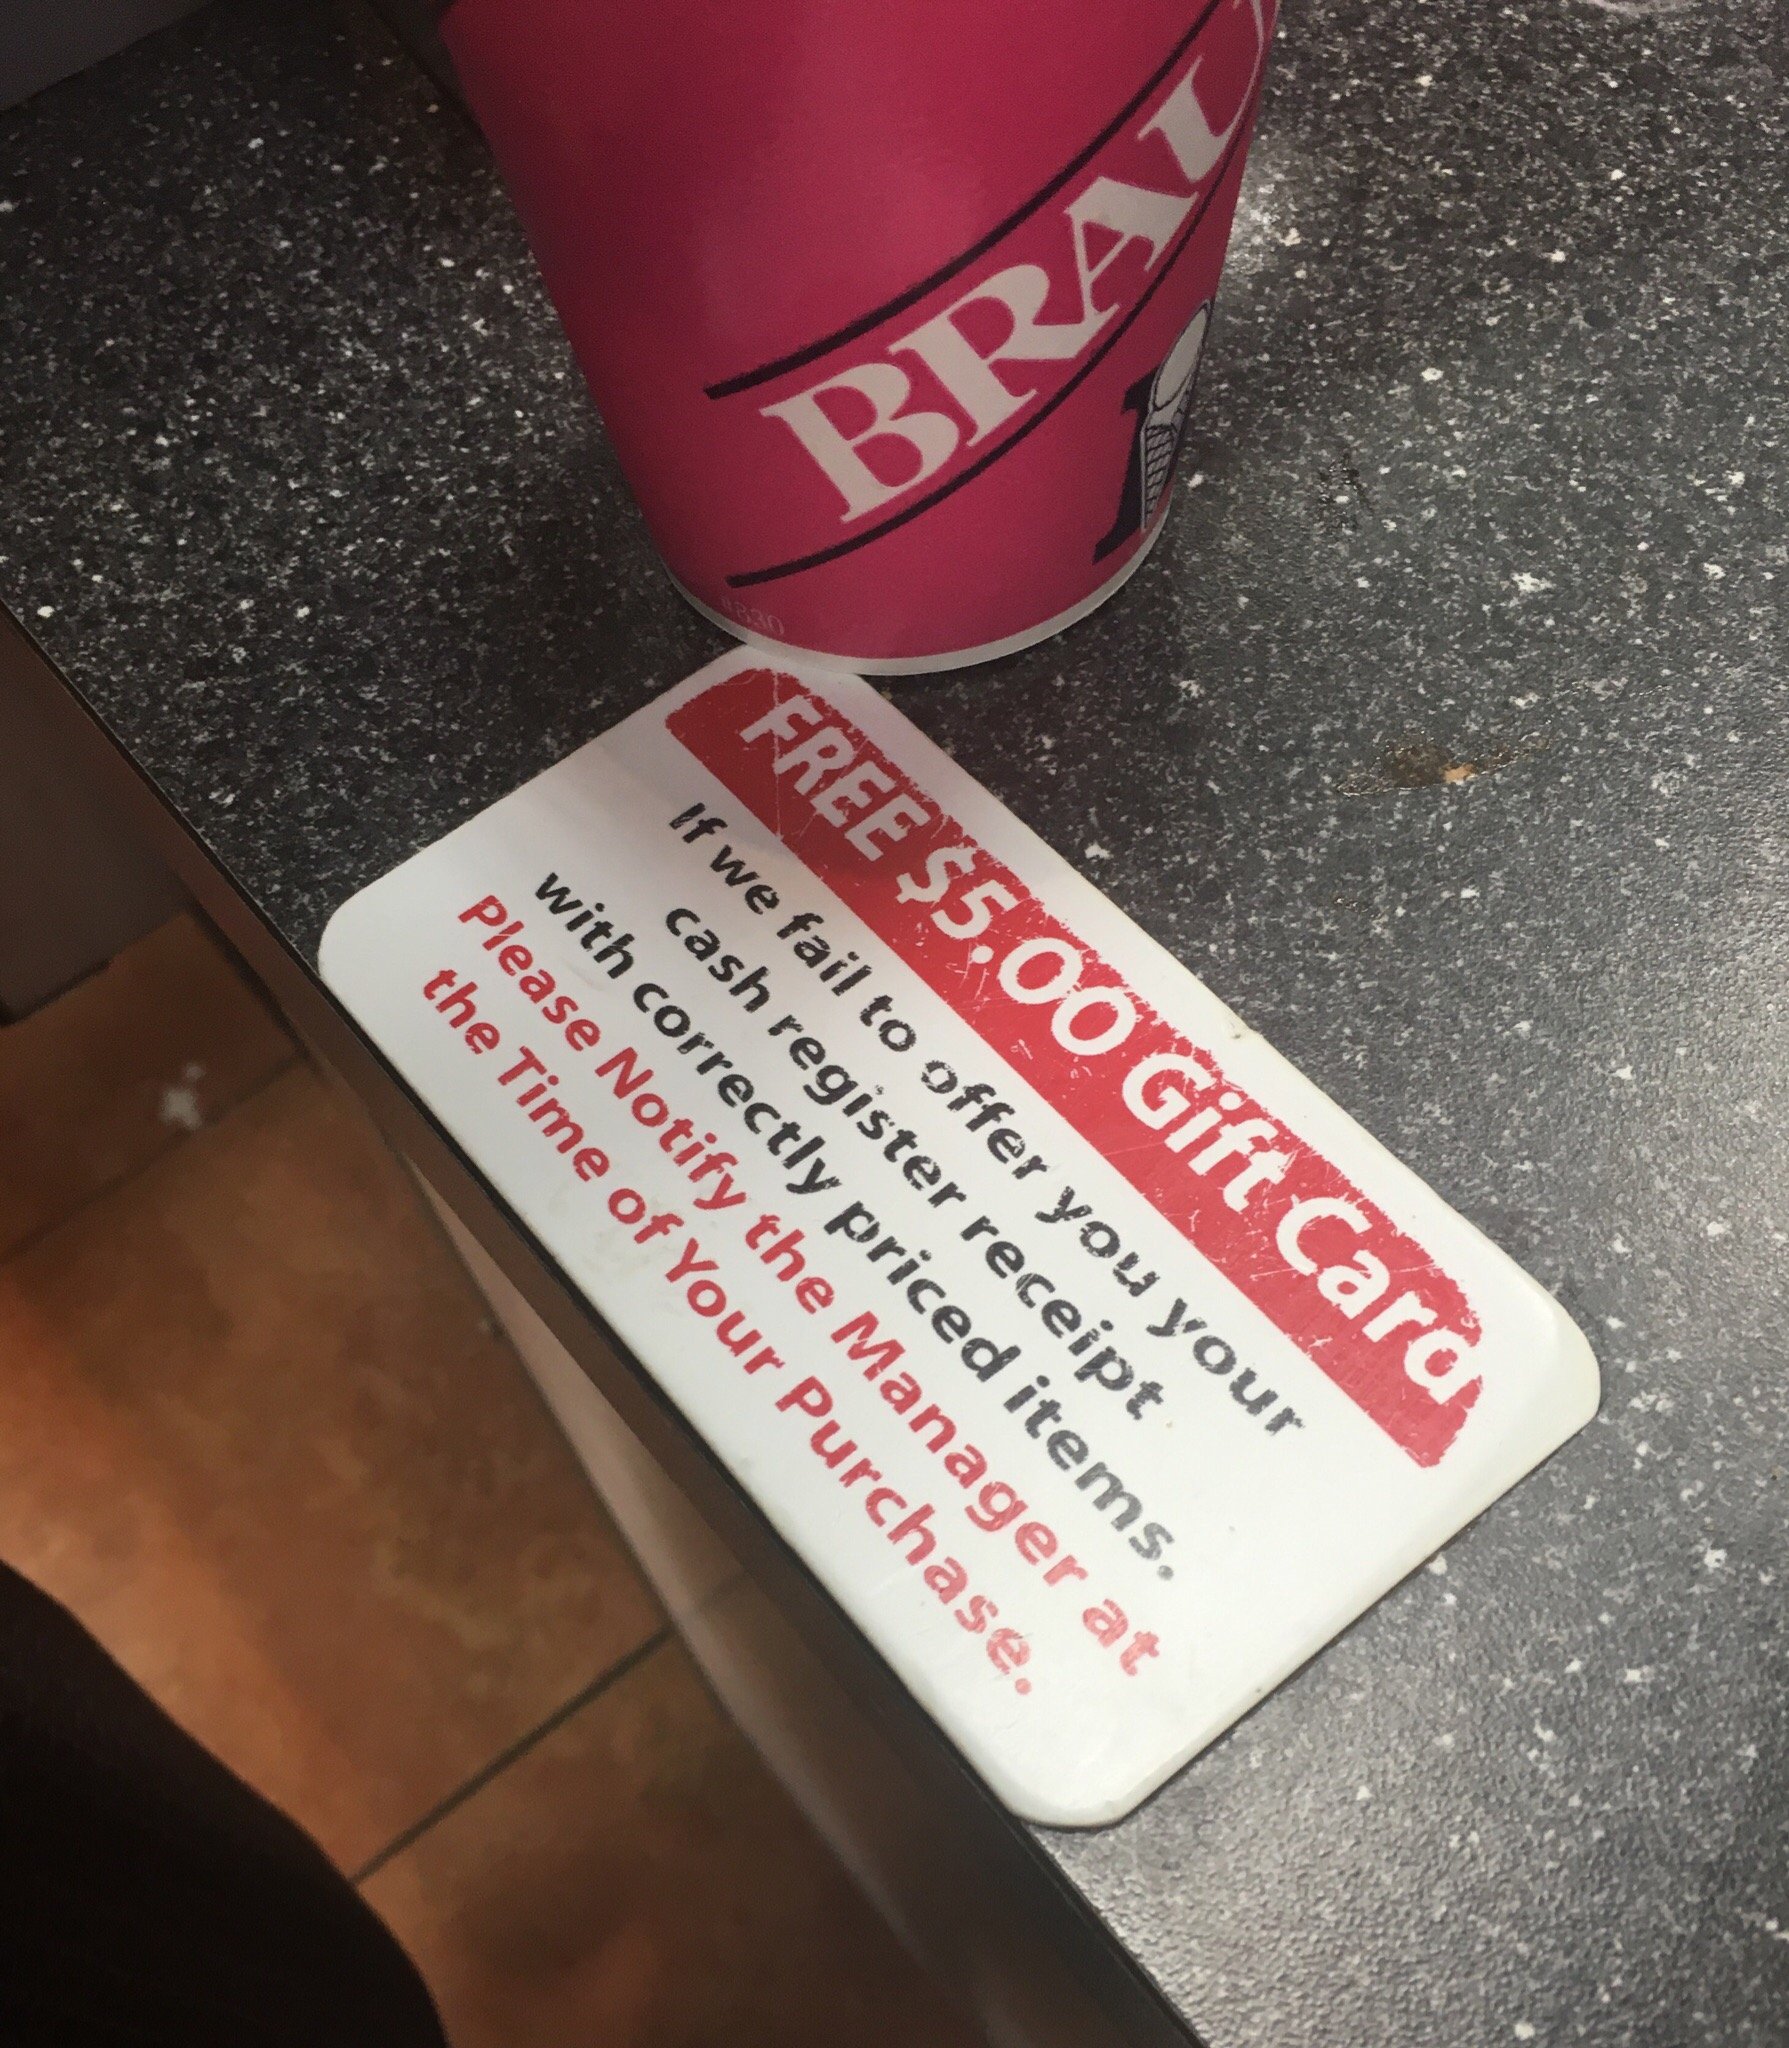 BRAU
FREE $5.00 Gift Card
If we fail to offer you your
cash register receipt
with correctly priced items.
Please Notify the Manager at
the Time of Your Purchase.